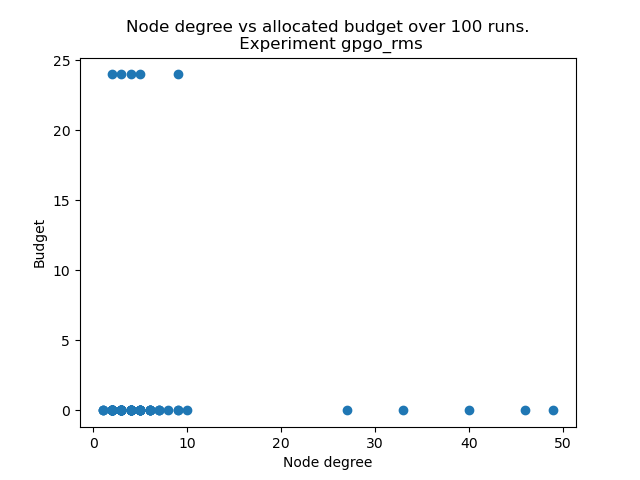 Node degree vs allocated budget over 100 runs.
Experiment gpgo_rms
25
20
15
10
5
0
Budget
0 10 20 30 40 50
Node degree